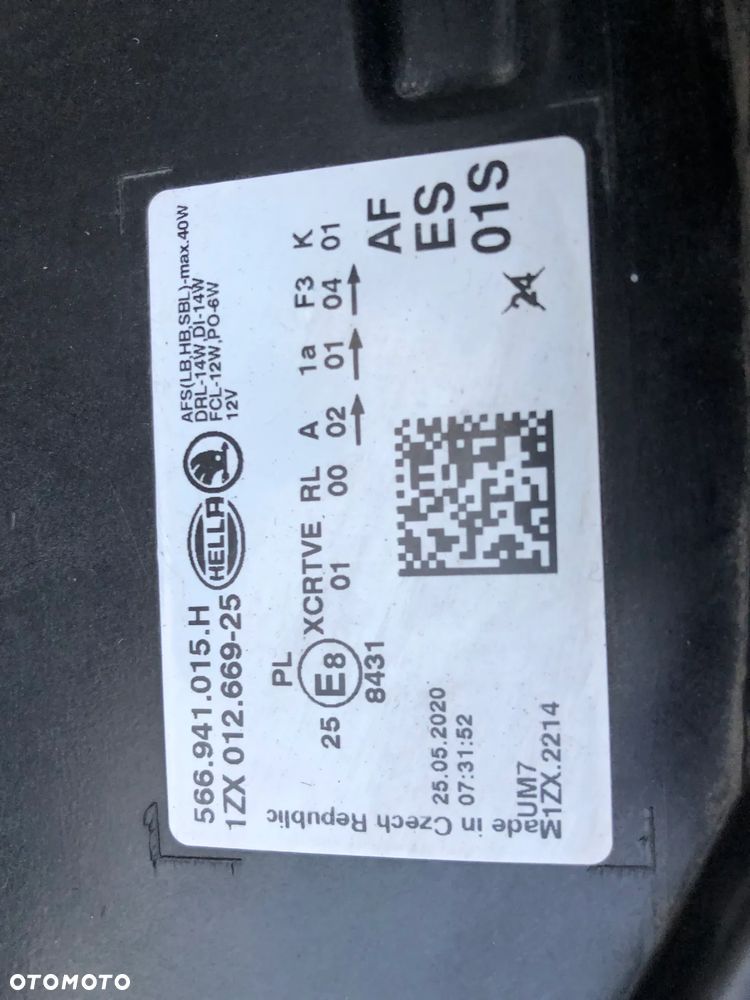 566.941.015.H
1ZX 012.669-25
HELLA
AFS(LB,HB,SBL)-max.40W
DRL-14W,DI-14W
FCL-12W,PO-6W
12V
PL
25 E8 XCRTVE RL A 1a F3 K
8431 01 00 02 01 04 01
AF
ES
01S
24
25.05.2020
07:31:52
UM7
1ZX.2214
Made in Czech Republic
OTOMOTO